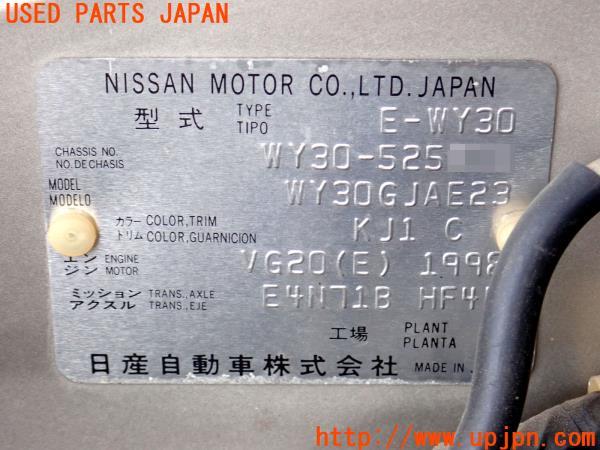 USED PARTS JAPAN
NISSAN MOTOR CO.,LTD. JAPAN
型式 TYPE TIPO E-WY30
CHASSIS NO. NO. DE CHASIS WY30-525
MODEL MODELO WY30GJAE23
カラー COLOR, TRIM KJ1 C
トリム COLOR, GUARNICION
エンジン ENGINE MOTOR VG20(E) 1998
ミッション TRANS., AXLE E4N71B HF4
アクスル TRANS., EJE
工場 PLANT PLANTA
日産自動車株式会社 MADE IN
http://www.upjpn.com